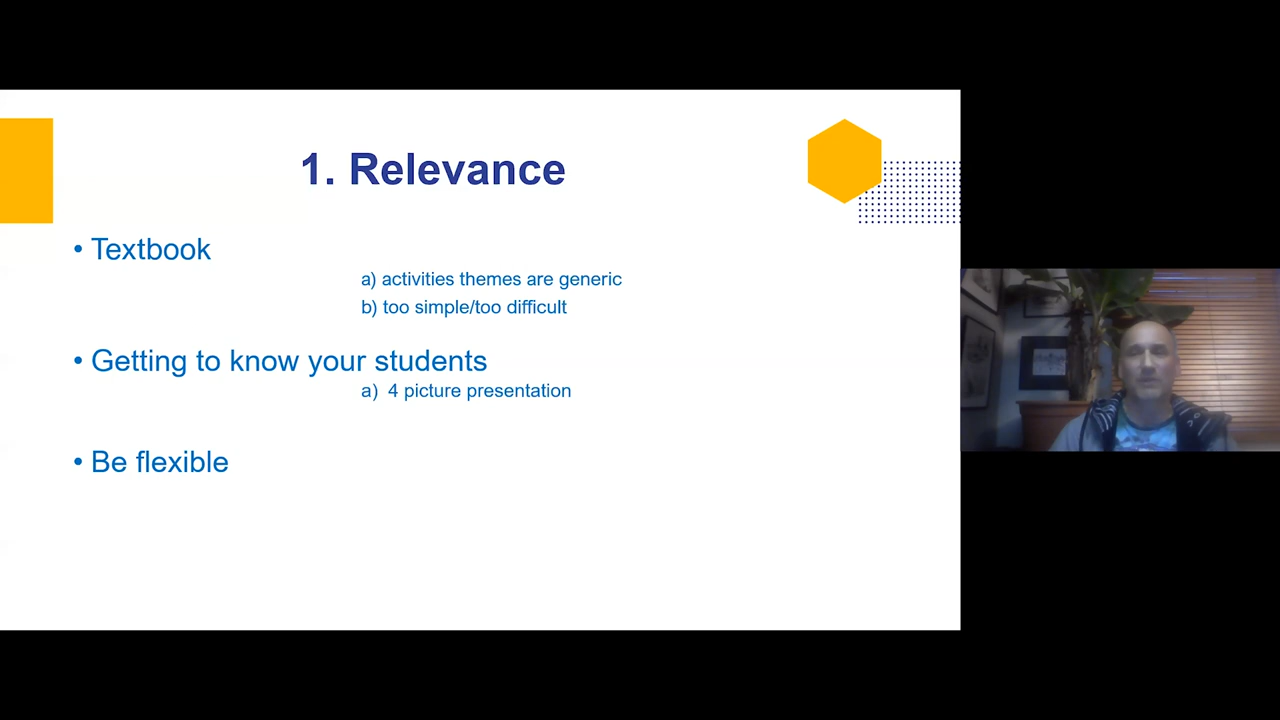 1. Relevance
• Textbook
a) activities themes are generic
b) too simple/too difficult
• Getting to know your students
a) 4 picture presentation
• Be flexible